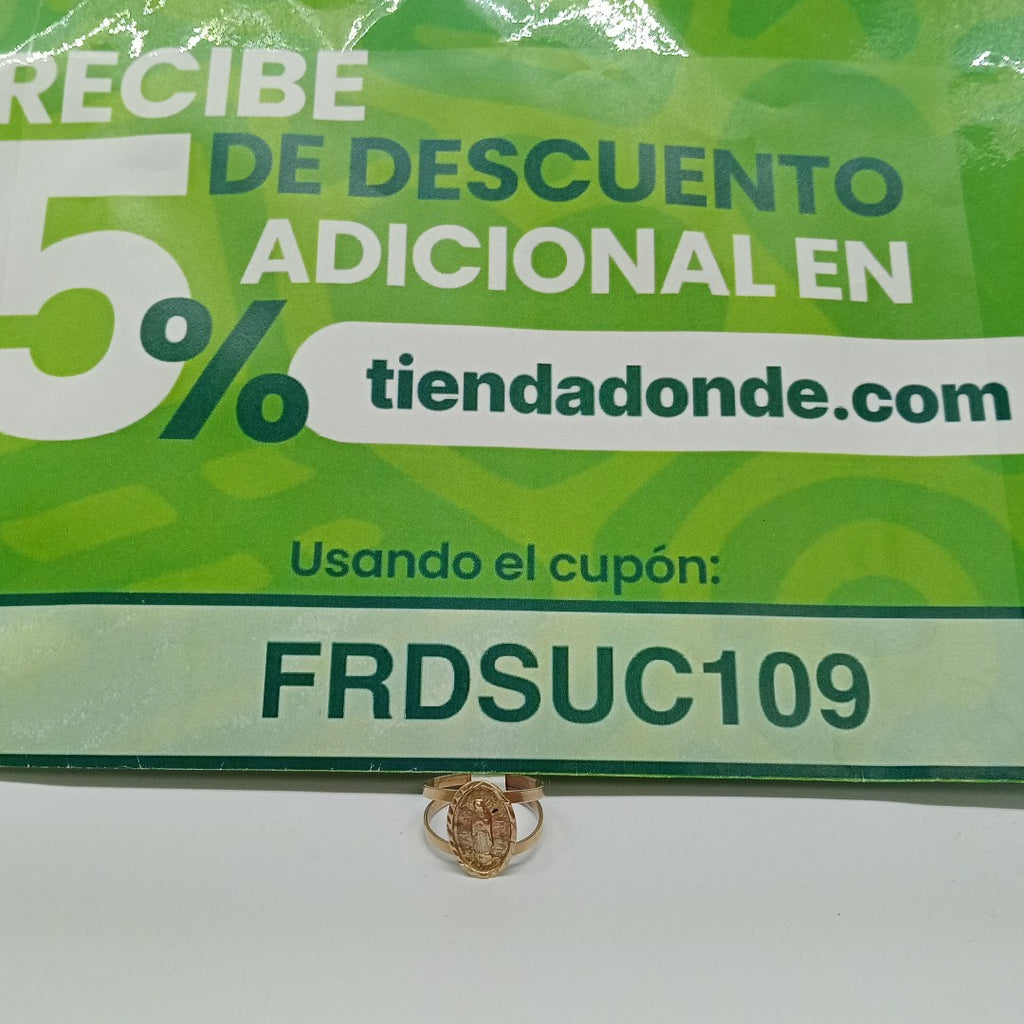 RECIBE
5% DE DESCUENTO
ADICIONAL EN
tiendadonde.com
Usando el cupón:
FRDSUC109